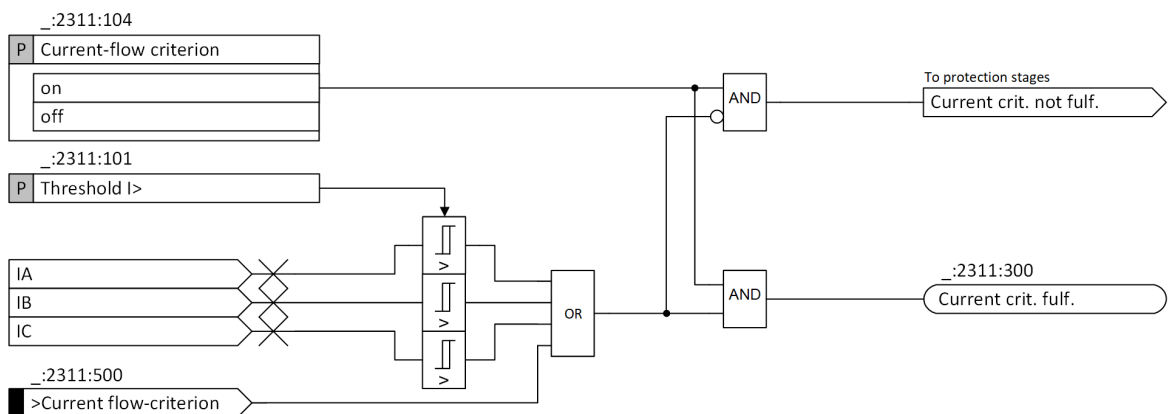 _:2311:104
P Current-flow criterion
on
off
AND
To protection stages
Current crit. not fulf.
_:2311:101
P Threshold I>
>
IA
IB
IC
>
>
OR
AND
_:2311:300
Current crit. fulf.
_:2311:500
>Current flow-criterion